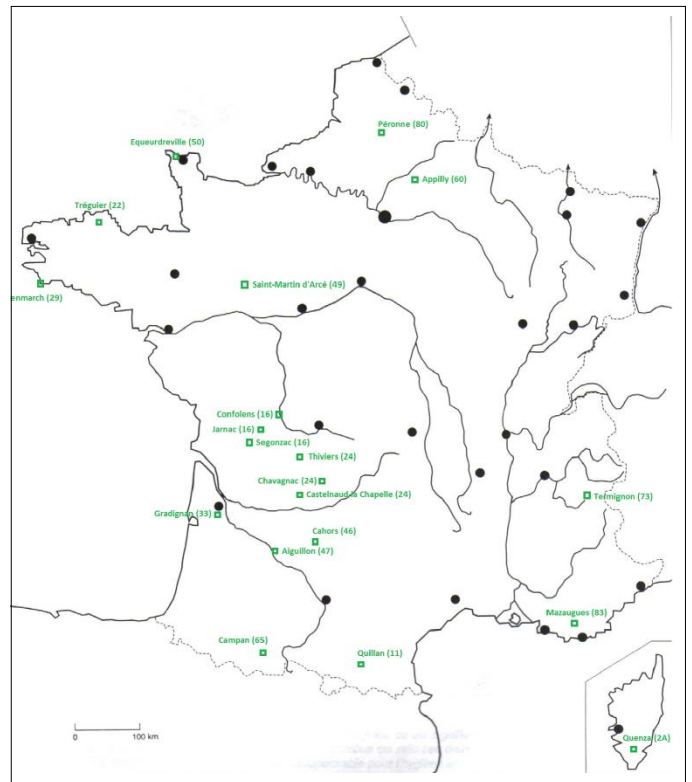 Péronne (80)
Equeurdreville (50)
Appilly (60)
Tréguier (22)
enmarch (29)
Saint-Martin d'Arcé (49)
Confolens (16)
Jarnac (16)
Segonzac (16)
Thiviers (24)
Chavagnac (24)
Castelnaud la Chapelle (24)
Termignon (73)
Gradignan (33)
Cahors (46)
Aiguillon (47)
Mazaugues (83)
Campan (65)
Quillan (11)
Quenza (2A)
0 100 km